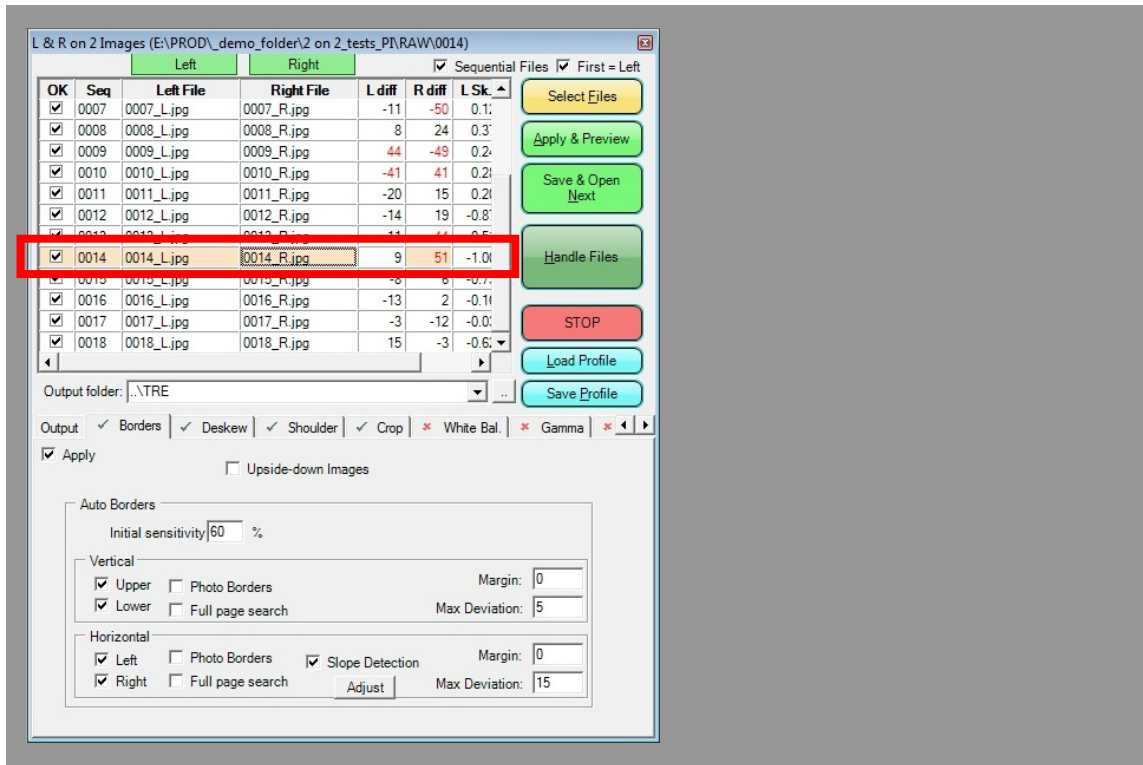 L & R on 2 Images (E:\PROD\_demo_folder\2 on 2_tests_PI\RAW\0014)
Left Right Sequential Files First = Left
OK Seq Left File Right File L diff R diff L Sk.
0007 0007_L.jpg 0007_R.jpg -11 -50
0008 0008_L.jpg 0008_R.jpg 8 24
0009 0009_L.jpg 0009_R.jpg 44 -49
0010 0010_L.jpg 0010_R.jpg -41 41
0011 0011_L.jpg 0011_R.jpg -20 15
0012 0012_L.jpg 0012_R.jpg -14 19
0014 0014_L.jpg 0014_R.jpg 9 51
0015 0015_L.jpg 0015_R.jpg -8 6
0016 0016_L.jpg 0016_R.jpg -13 2
0017 0017_L.jpg 0017_R.jpg -3 -12
0018 0018_L.jpg 0018_R.jpg 15 -3
Select Files
Apply & Preview
Save & Open
Next
Handle Files
STOP
Load Profile
Save Profile
Output folder: ..\TRE ..
Output Borders Deskew Shoulder Crop White Bal. Gamma
Apply
Upside-down Images
Auto Borders
Initial sensitivity 60 %
Vertical
Upper Photo Borders Margin: 0
Lower Full page search Max Deviation: 5
Horizontal
Left Photo Borders Slope Detection Margin: 0
Right Full page search Adjust Max Deviation: 15